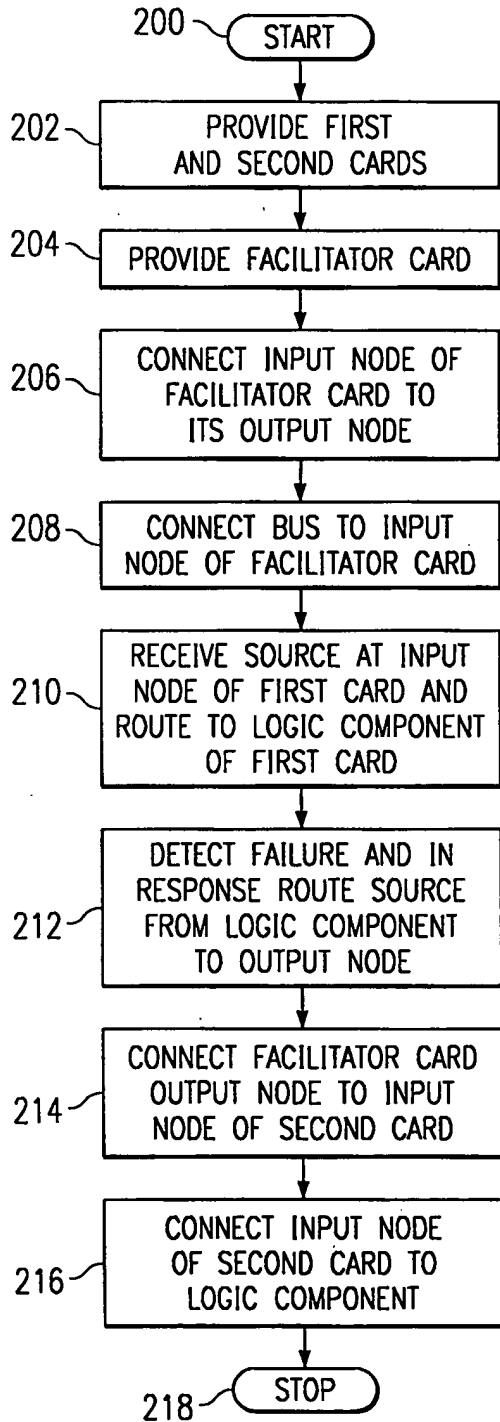 200
START
202
PROVIDE FIRST
AND SECOND CARDS
204
PROVIDE FACILITATOR CARD
206
CONNECT INPUT NODE OF
FACILITATOR CARD TO
ITS OUTPUT NODE
208
CONNECT BUS TO INPUT
NODE OF FACILITATOR CARD
210
RECEIVE SOURCE AT INPUT
NODE OF FIRST CARD AND
ROUTE TO LOGIC COMPONENT
OF FIRST CARD
212
DETECT FAILURE AND IN
RESPONSE ROUTE SOURCE
FROM LOGIC COMPONENT
TO OUTPUT NODE
214
CONNECT FACILITATOR CARD
OUTPUT NODE TO INPUT
NODE OF SECOND CARD
216
CONNECT INPUT NODE
OF SECOND CARD TO
LOGIC COMPONENT
218
STOP